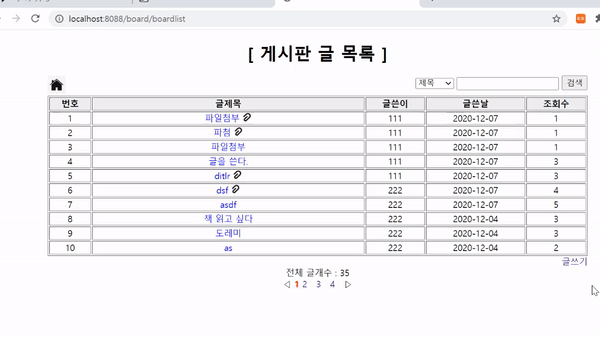 localhost:8088/board/boardlist
[ 게시판 글 목록 ]
제목 검색
번호 글제목 글쓴이 글쓴날 조회수
1 파일첨부 111 2020-12-07 1
2 파첨 111 2020-12-07 1
3 파일첨부 111 2020-12-07 1
4 글을 쓴다. 111 2020-12-07 3
5 ditlr 111 2020-12-07 3
6 dsf 222 2020-12-07 4
7 asdf 222 2020-12-07 5
8 책 읽고 싶다 222 2020-12-04 3
9 도레미 222 2020-12-04 3
10 as 222 2020-12-04 2
글쓰기
전체 글개수 : 35
◁ 1 2 3 4 ▷